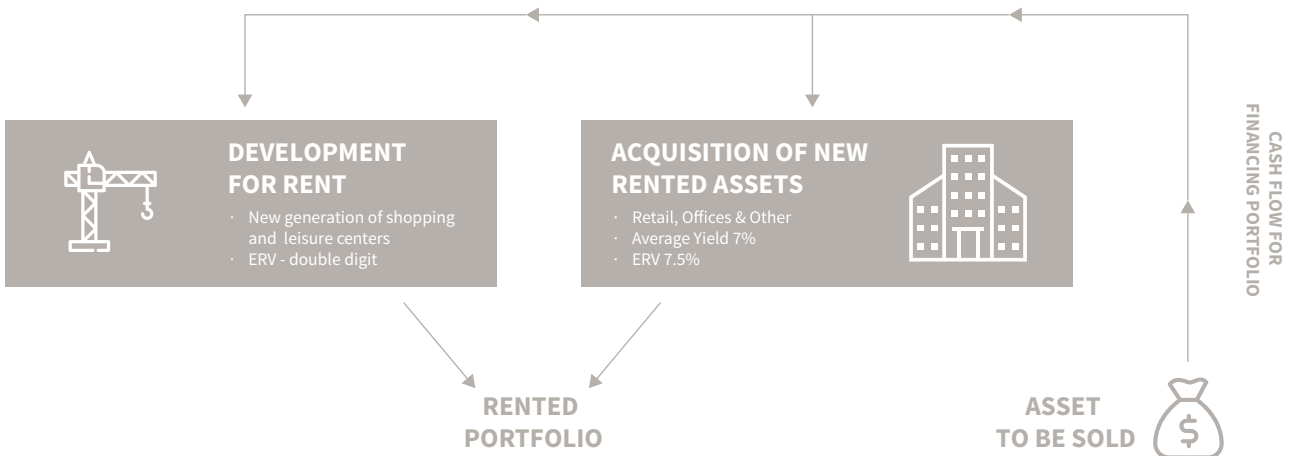 DEVELOPMENT
FOR RENT
· New generation of shopping
and leisure centers
· ERV - double digit
ACQUISITION OF NEW
RENTED ASSETS
· Retail, Offices & Other
· Average Yield 7%
· ERV 7.5%
CASH FLOW FOR
FINANCING PORTFOLIO
RENTED
PORTFOLIO
ASSET
TO BE SOLD
$